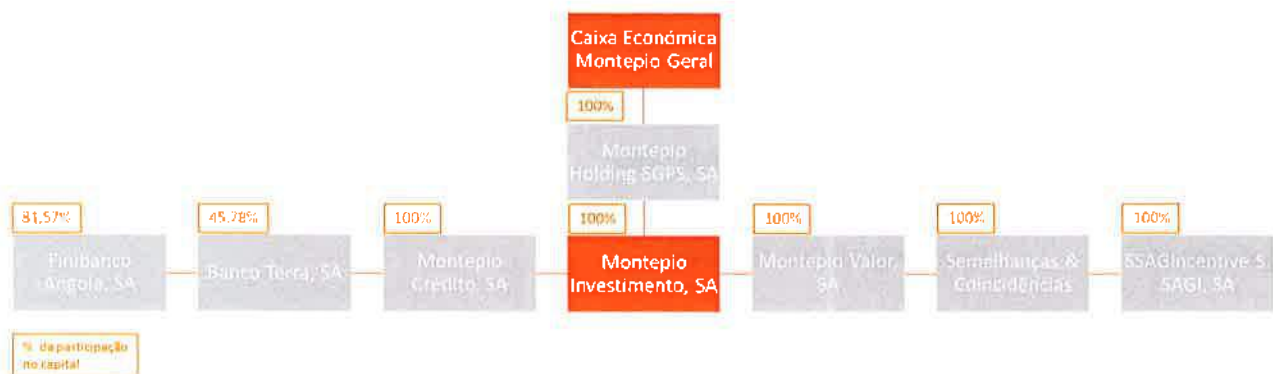 Caixa Económica
Montepio Geral
100%
Montepio
Holding SGPS, SA
81,57%
45,78%
100%
100%
100%
100%
100%
Finibanco
Angola, SA
Banco Terra, SA
Montepio
Crédito, SA
Montepio
Investimento, SA
Montepio Valor,
SA
Semelhanças &
Coincidências
SSAGIncentive S.
SAGI, SA
% da participação
no capital